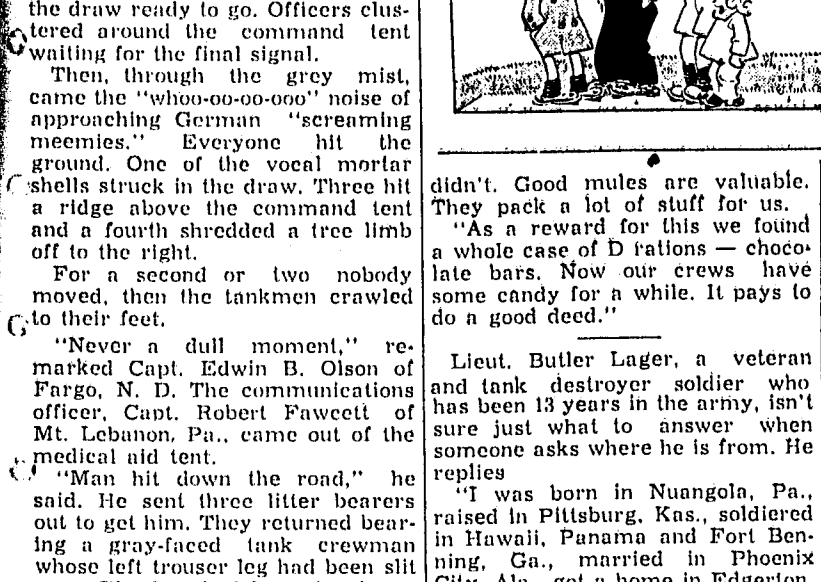 the draw ready to go. Officers clus-
tered around the command tent
waiting for the final signal.
Then, through the grey mist,
came the "whoo-oo-oo-ooo" noise of
approaching German "screaming
meemies." Everyone hit the
ground. One of the vocal mortar
shells struck in the draw. Three hit
a ridge above the command tent
and a fourth shredded a tree limb
off to the right.
For a second or two nobody
moved, then the tankmen crawled
to their feet.
"Never a dull moment," re-
marked Capt. Edwin B. Olson of
Fargo, N. D. The communications
officer, Capt. Robert Fawcett of
Mt. Lebanon, Pa., came out of the
medical aid tent.
"Man hit down the road," he
said. He sent three litter bearers
out to get him. They returned bear-
ing a gray-faced tank crewman
whose left trouser leg had been slit
didn't. Good mules are valuable.
They pack a lot of stuff for us.
"As a reward for this we found
a whole case of D rations — choco-
late bars. Now our crews have
some candy for a while. It pays to
do a good deed."
Lieut. Butler Lager, a veteran
and tank destroyer soldier who
has been 13 years in the army, isn't
sure just what to answer when
someone asks where he is from. He
replies
"I was born in Nuangola, Pa.,
raised in Pittsburg, Kas., soldiered
in Hawaii, Panama and Fort Ben-
ning, Ga., married in Phoenix
City, Ala., got a home in Edgerton,